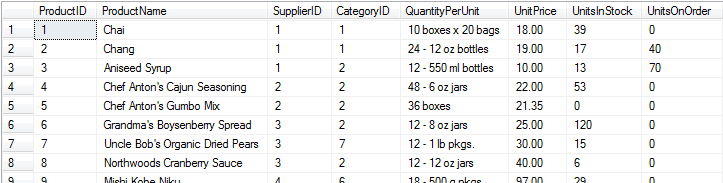 ProductID ProductName SupplierID CategoryID QuantityPerUnit UnitPrice UnitsInStock UnitsOnOrder
1 1 Chai 1 1 10 boxes x 20 bags 18.00 39 0
2 2 Chang 1 1 24 - 12 oz bottles 19.00 17 40
3 3 Aniseed Syrup 1 2 12 - 550 ml bottles 10.00 13 70
4 4 Chef Anton's Cajun Seasoning 2 2 48 - 6 oz jars 22.00 53 0
5 5 Chef Anton's Gumbo Mix 2 2 36 boxes 21.35 0 0
6 6 Grandma's Boysenberry Spread 3 2 12 - 8 oz jars 25.00 120 0
7 7 Uncle Bob's Organic Dried Pears 3 7 12 - 1 lb pkgs. 30.00 15 0
8 8 Northwoods Cranberry Sauce 3 2 12 - 12 oz jars 40.00 6 0
9 9 Mishi Kobe Niku 4 6 18 - 500 g pkgs. 97.00 29 0